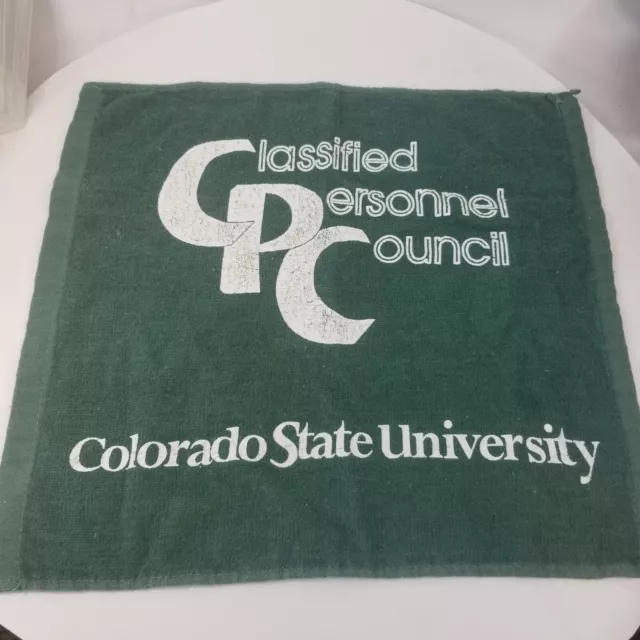 Classified
Personnel
Council
Colorado State University